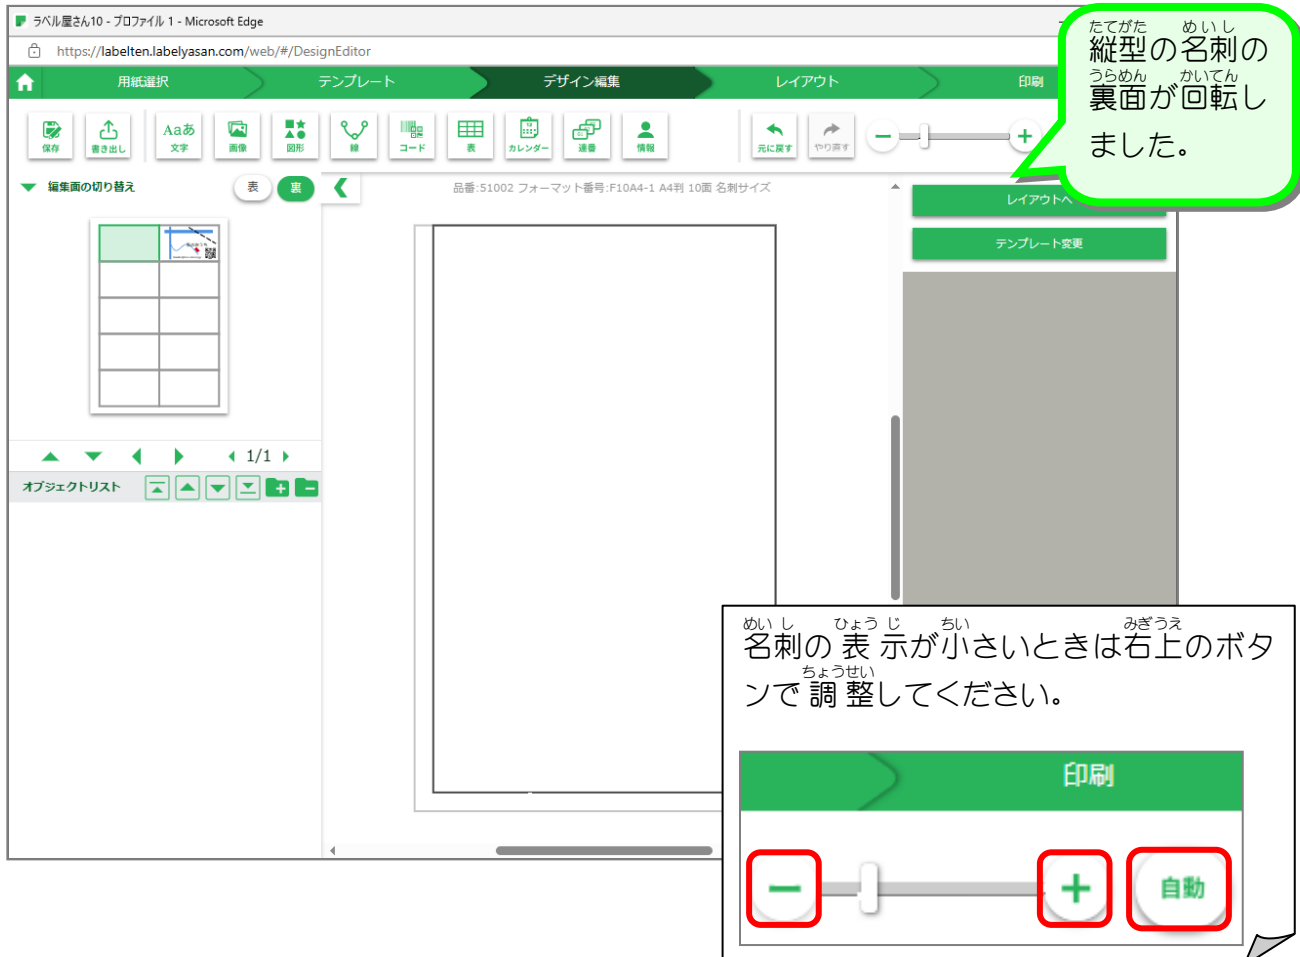 ラベル屋さん10 - プロファイル 1 - Microsoft Edge
https://labelten.labelyasan.com/web/#/DesignEditor
用紙選択 テンプレート デザイン編集 レイアウト 印刷
保存 書き出し Aaあ 文字 画像 図形 線 コード 表 カレンダー 連番 情報 元に戻す やり直す
たてがた めいし
縦型の名刺の
うらめん かいてん
裏面が回転し
ました。
編集面の切り替え 表 裏
品番:51002 フォーマット番号:F10A4-1 A4判 10面 名刺サイズ
レイアウトへ
テンプレート変更
1/1
オブジェクトリスト
めいし ひょうじ ちい みぎうえ
名刺の表示が小さいときは右上のボタ
ちょうせい
ンで調整してください。
印刷
自動